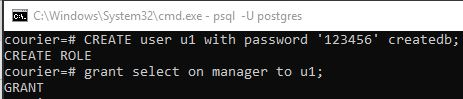 C:\Windows\System32\cmd.exe - psql -U postgres
courier=# CREATE user u1 with password '123456' createdb;
CREATE ROLE
courier=# grant select on manager to u1;
GRANT